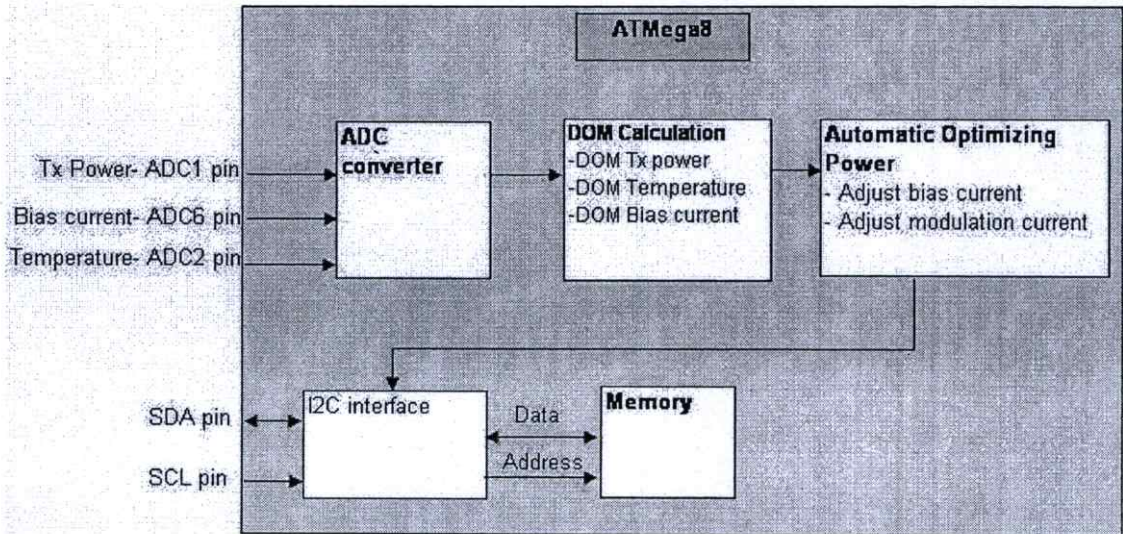 ATMega8
ADC
converter
DOM Calculation
-DOM Tx power
-DOM Temperature
-DOM Bias current
Automatic Optimizing
Power
- Adjust bias current
- Adjust modulation current
Tx Power- ADC1 pin
Bias current- ADC6 pin
Temperature- ADC2 pin
I2C interface
Memory
SDA pin
SCL pin
Data
Address